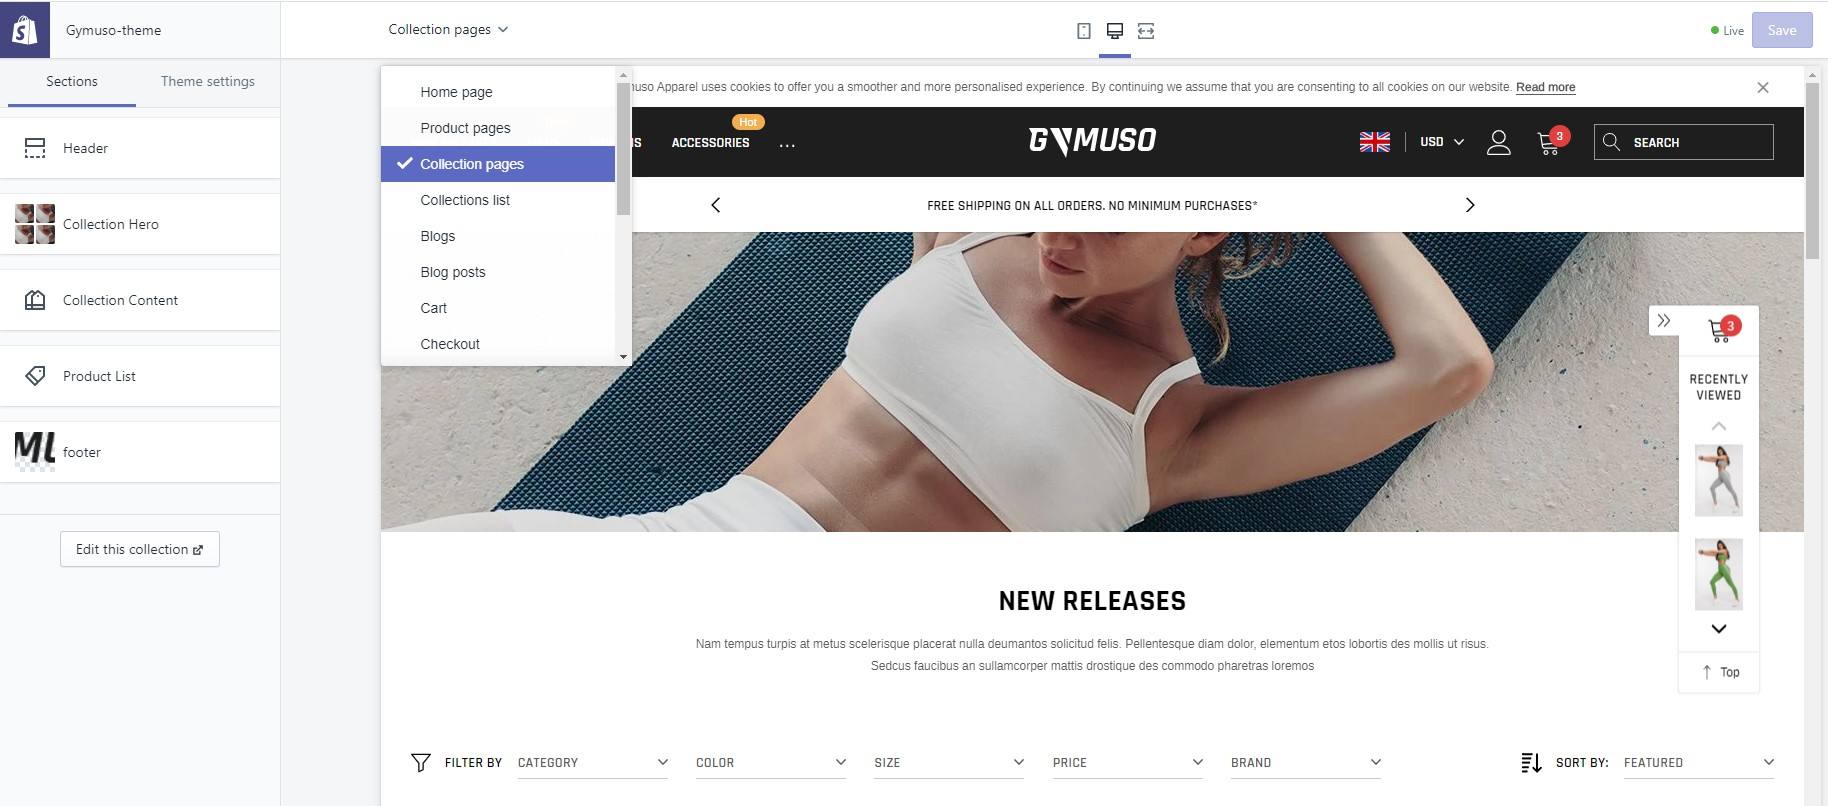 Gymuso-theme
Collection pages
Live
Save
Sections
Theme settings
Header
Collection Hero
Collection Content
Product List
footer
Edit this collection
Home page
Product pages
Collection pages
Collections list
Blogs
Blog posts
Cart
Checkout
Apparel uses cookies to offer you a smoother and more personalised experience. By continuing we assume that you are consenting to all cookies on our website. Read more
Hot
ACCESSORIES
...
GYMUSO
USD
3
SEARCH
FREE SHIPPING ON ALL ORDERS. NO MINIMUM PURCHASES*
3
RECENTLY
VIEWED
Top
NEW RELEASES
Nam tempus turpis at metus scelerisque placerat nulla deumantos solicitud felis. Pellentesque diam dolor, elementum etos lobortis des mollis ut risus.
Sedcus faucibus an sullamcorper mattis drostique des commodo pharetras loremos
FILTER BY CATEGORY COLOR SIZE PRICE BRAND SORT BY: FEATURED